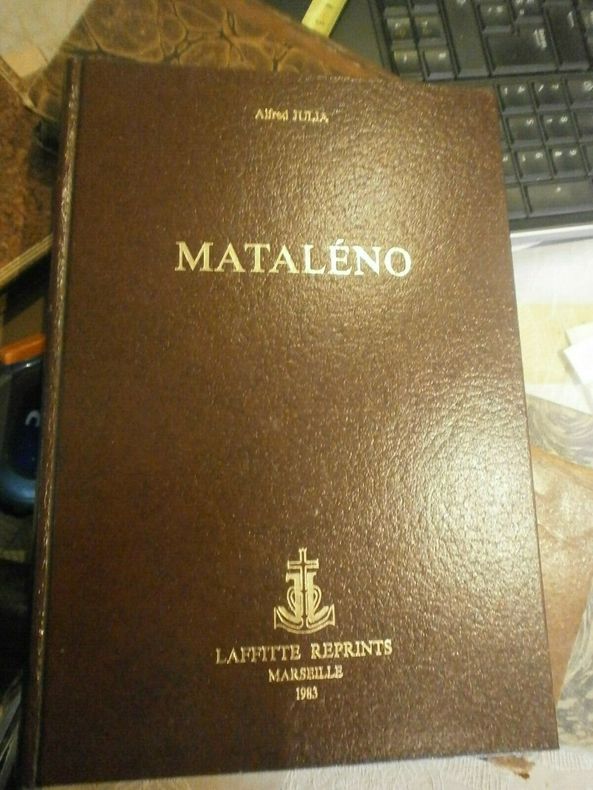 Alfred JULIA
MATALÉNO
LAFFITTE REPRINTS
MARSEILLE
1983